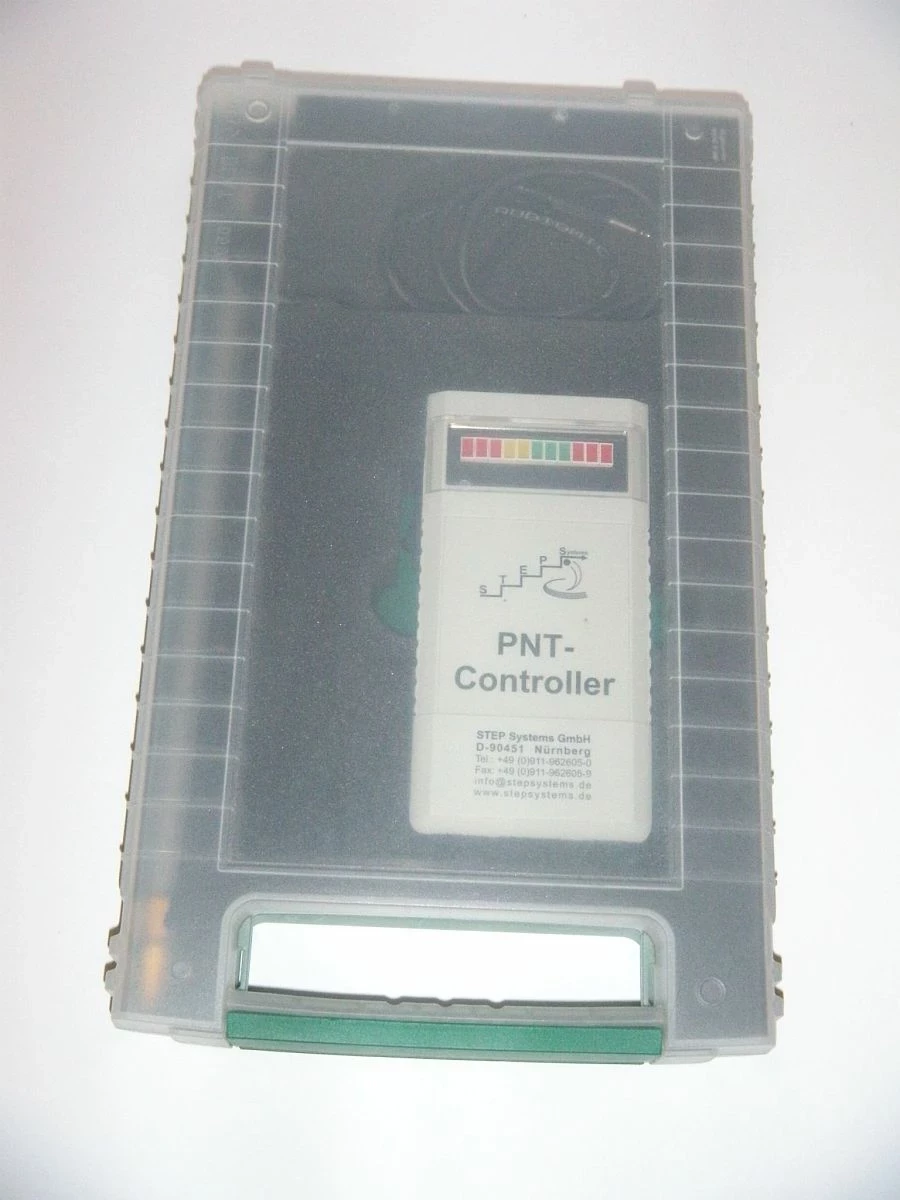 STEP Systems
PNT-
Controller
STEP Systems GmbH
D-90451 Nürnberg
Tel.: +49 (0)911-962605-0
Fax: +49 (0)911-962605-9
info@stepsystems.de
www.stepsystems.de